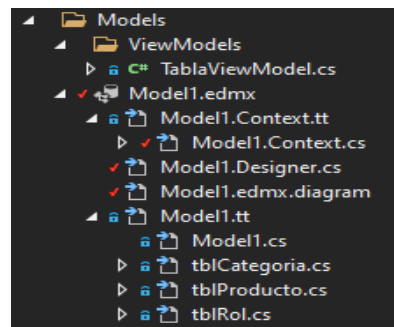 Models
ViewModels
C# TablaViewModel.cs
Model1.edmx
Model1.Context.tt
Model1.Context.cs
Model1.Designer.cs
Model1.edmx.diagram
Model1.tt
Model1.cs
tblCategoria.cs
tblProducto.cs
tblRol.cs